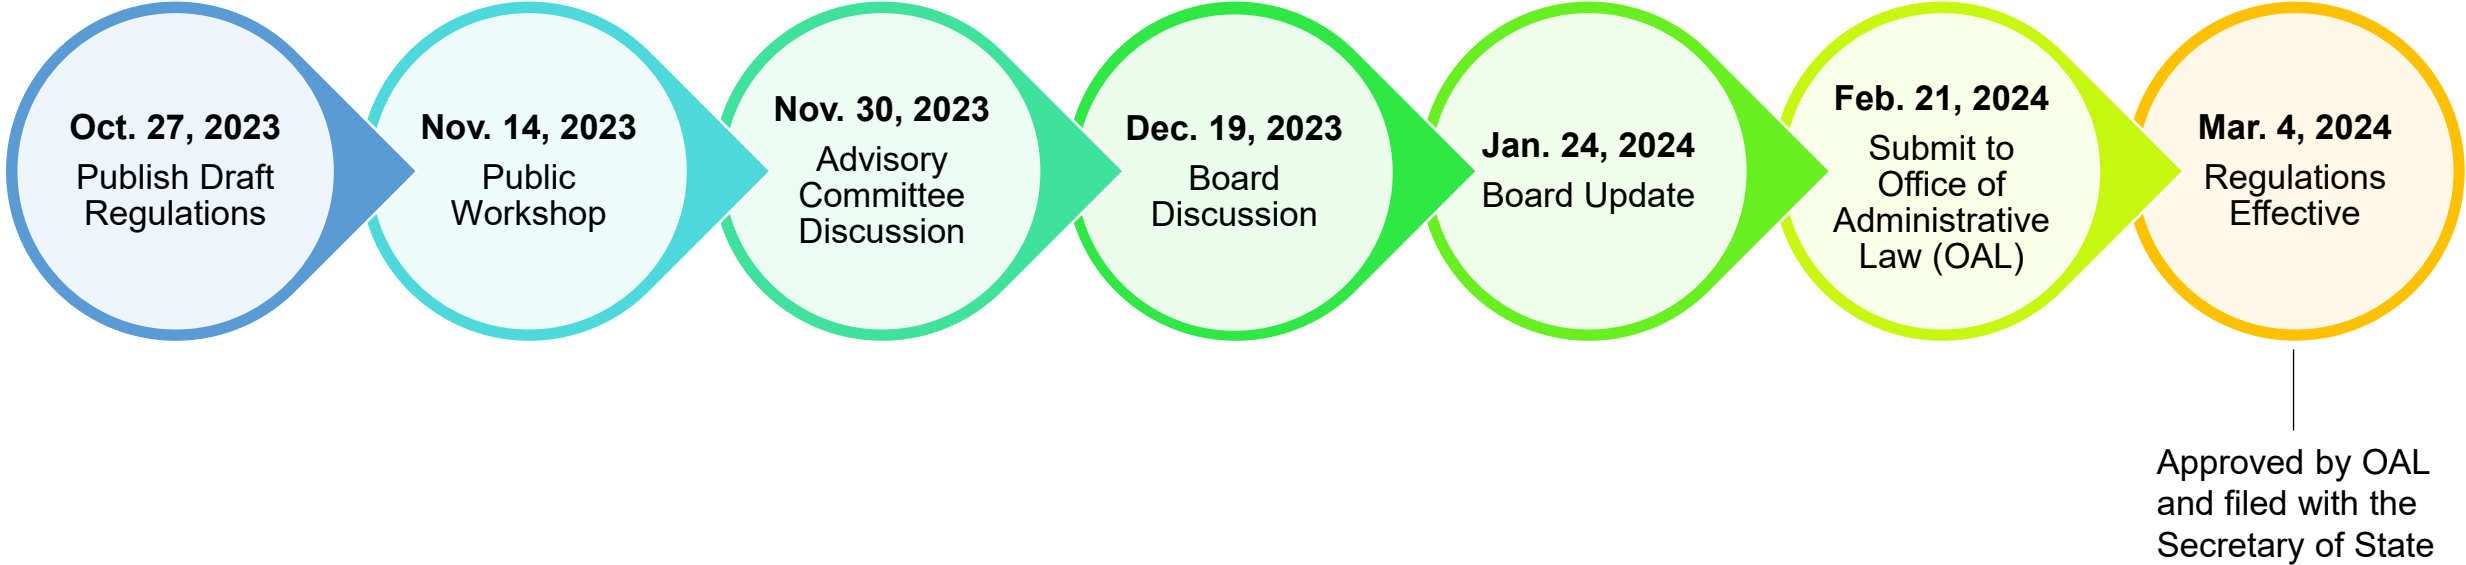 Oct. 27, 2023
Publish Draft
Regulations
Nov. 14, 2023
Public
Workshop
Nov. 30, 2023
Advisory
Committee
Discussion
Dec. 19, 2023
Board
Discussion
Jan. 24, 2024
Board Update
Feb. 21, 2024
Submit to
Office of
Administrative
Law (OAL)
Mar. 4, 2024
Regulations
Effective
Approved by OAL
and filed with the
Secretary of State